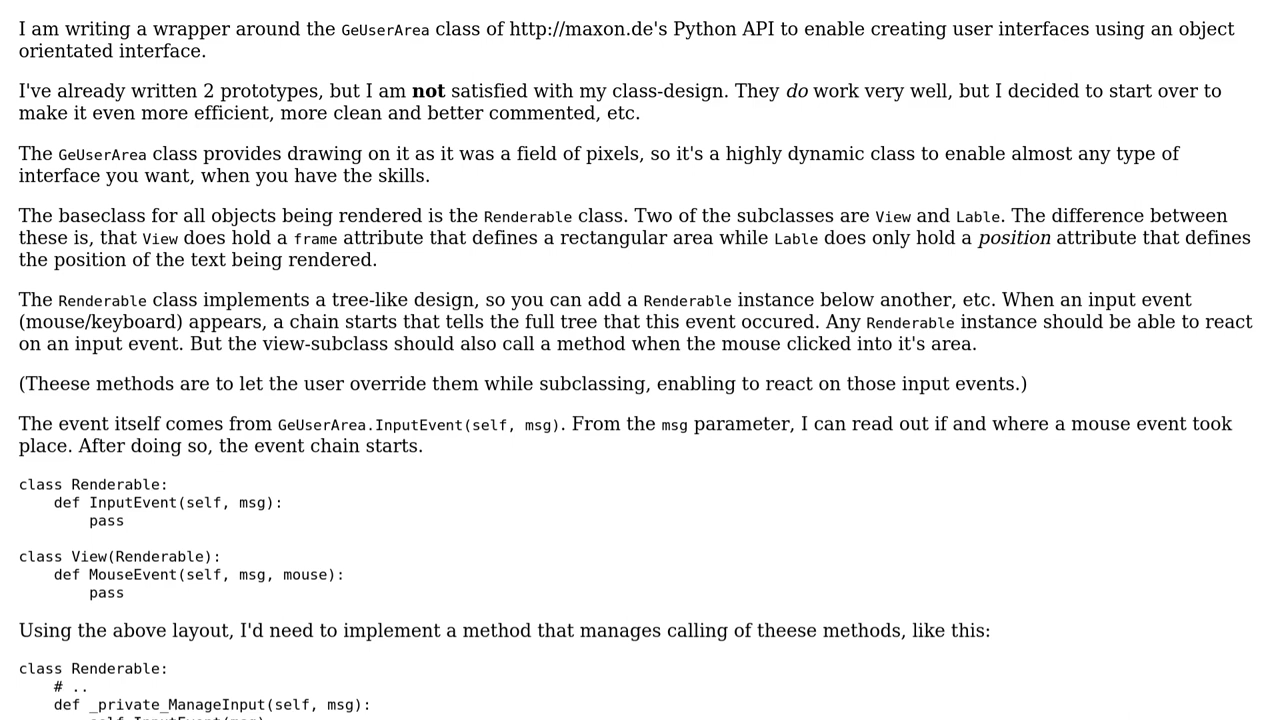 I am writing a wrapper around the GeUserArea class of http://maxon.de's Python API to enable creating user interfaces using an object
orientated interface.
I've already written 2 prototypes, but I am not satisfied with my class-design. They do work very well, but I decided to start over to
make it even more efficient, more clean and better commented, etc.
The GeUserArea class provides drawing on it as it was a field of pixels, so it's a highly dynamic class to enable almost any type of
interface you want, when you have the skills.
The baseclass for all objects being rendered is the Renderable class. Two of the subclasses are View and Lable. The difference between
these is, that View does hold a frame attribute that defines a rectangular area while Lable does only hold a position attribute that defines
the position of the text being rendered.
The Renderable class implements a tree-like design, so you can add a Renderable instance below another, etc. When an input event
(mouse/keyboard) appears, a chain starts that tells the full tree that this event occured. Any Renderable instance should be able to react
on an input event. But the view-subclass should also call a method when the mouse clicked into it's area.
(Theese methods are to let the user override them while subclassing, enabling to react on those input events.)
The event itself comes from GeUserArea.InputEvent(self, msg). From the msg parameter, I can read out if and where a mouse event took
place. After doing so, the event chain starts.
class Renderable:
    def InputEvent(self, msg):
        pass
class View(Renderable):
    def MouseEvent(self, msg, mouse):
        pass
Using the above layout, I'd need to implement a method that manages calling of theese methods, like this:
class Renderable:
    # ..
    def _private_ManageInput(self, msg):
        self.InputEvent(msg)